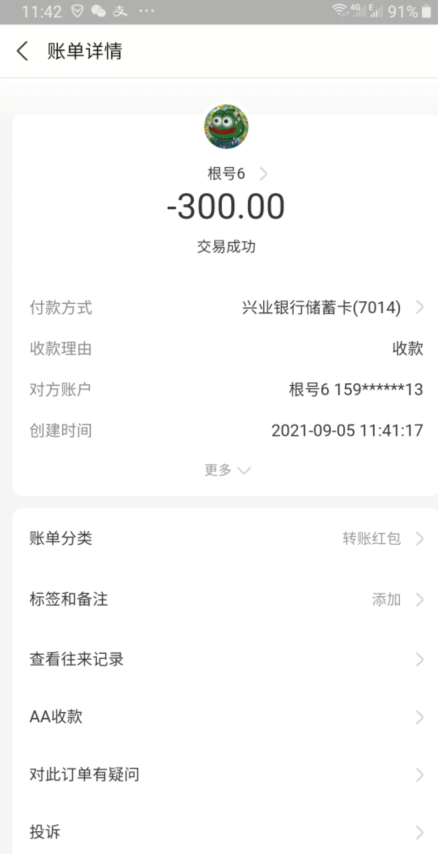 11:42 支 ··· 4G E 91%
账单详情
根号6
-300.00
交易成功
付款方式 兴业银行储蓄卡(7014)
收款理由 收款
对方账户 根号6 159******13
创建时间 2021-09-05 11:41:17
更多
账单分类 转账红包
标签和备注 添加
查看往来记录
AA收款
对此订单有疑问
投诉